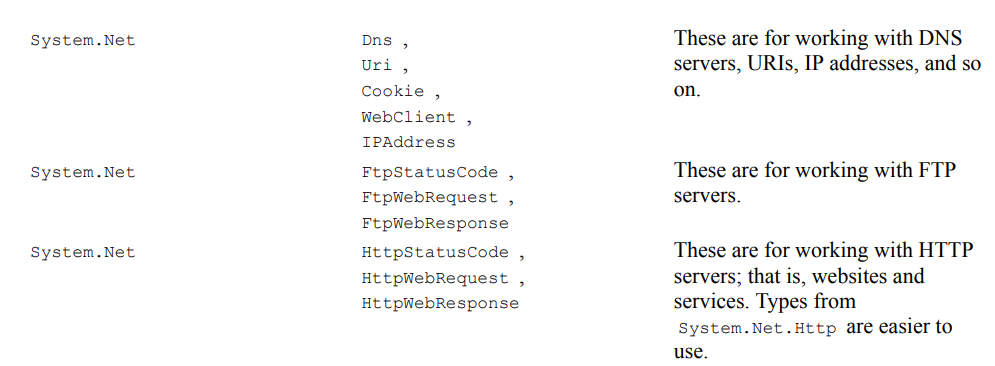 System.Net
Dns ,
Uri ,
Cookie ,
WebClient ,
IPAddress
These are for working with DNS
servers, URIs, IP addresses, and so
on.
System.Net
FtpStatusCode ,
FtpWebRequest ,
FtpWebResponse
These are for working with FTP
servers.
System.Net
HttpStatusCode ,
HttpWebRequest ,
HttpWebResponse
These are for working with HTTP
servers; that is, websites and
services. Types from
System.Net.Http are easier to
use.